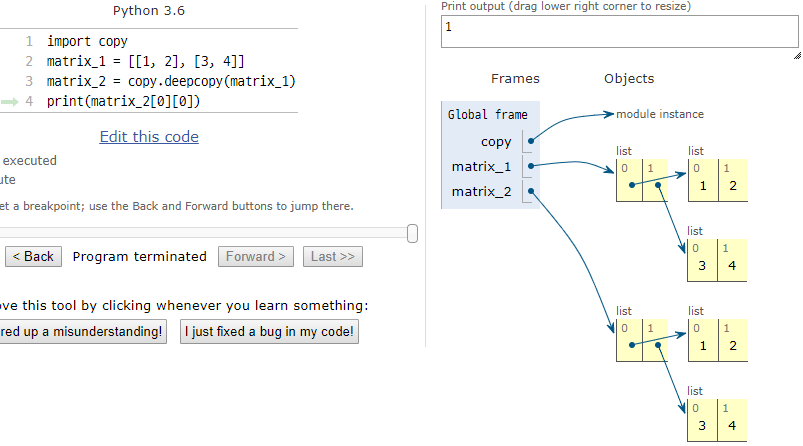 Python 3.6
1 import copy
2 matrix_1 = [[1, 2], [3, 4]]
3 matrix_2 = copy.deepcopy(matrix_1)
4 print(matrix_2[0][0])
Edit this code
executed
ute
et a breakpoint; use the Back and Forward buttons to jump there.
< Back Program terminated Forward > Last >>
ove this tool by clicking whenever you learn something:
red up a misunderstanding! I just fixed a bug in my code!
Print output (drag lower right corner to resize)
1
Frames Objects
Global frame
copy
matrix_1
matrix_2
module instance
list list
0 1 0 1
1 2
list
0 1
3 4
list list
0 1 0 1
1 2
list
0 1
3 4